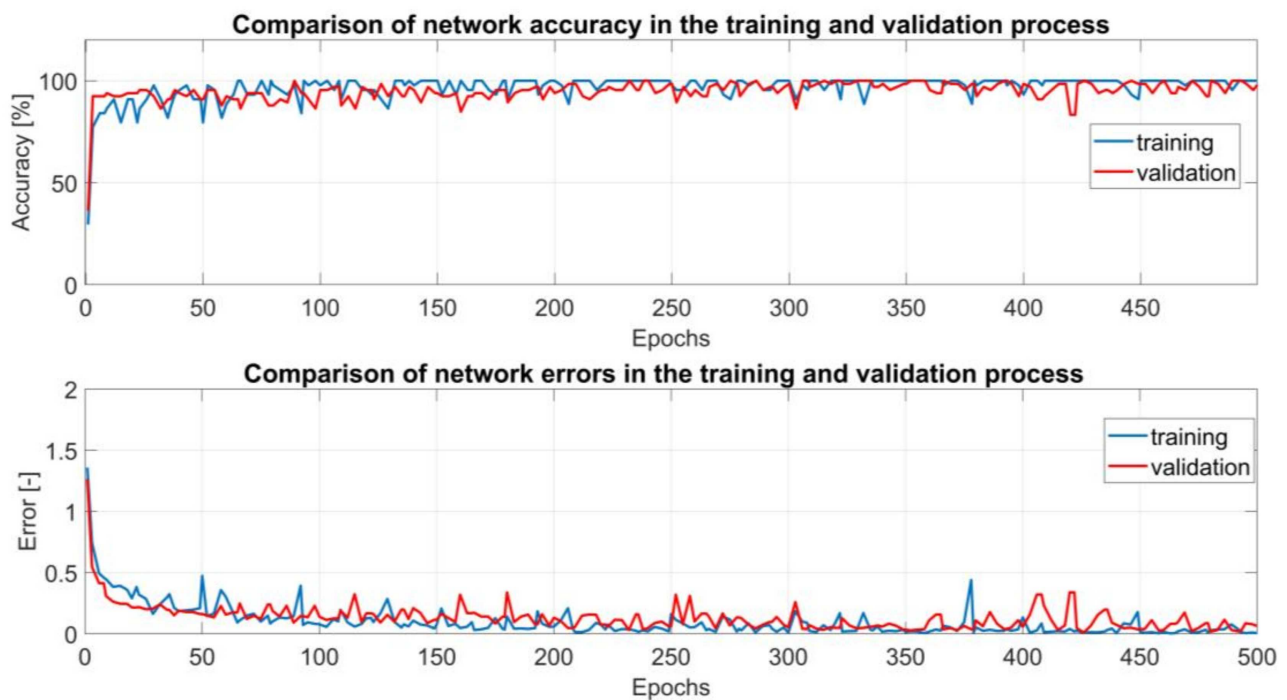 Comparison of network accuracy in the training and validation process
Accuracy [%]
100
50
0
training
validation
0 50 100 150 200 250 300 350 400 450
Epochs
Comparison of network errors in the training and validation process
Error [-]
2
1.5
1
0.5
0
training
validation
0 50 100 150 200 250 300 350 400 450 500
Epochs